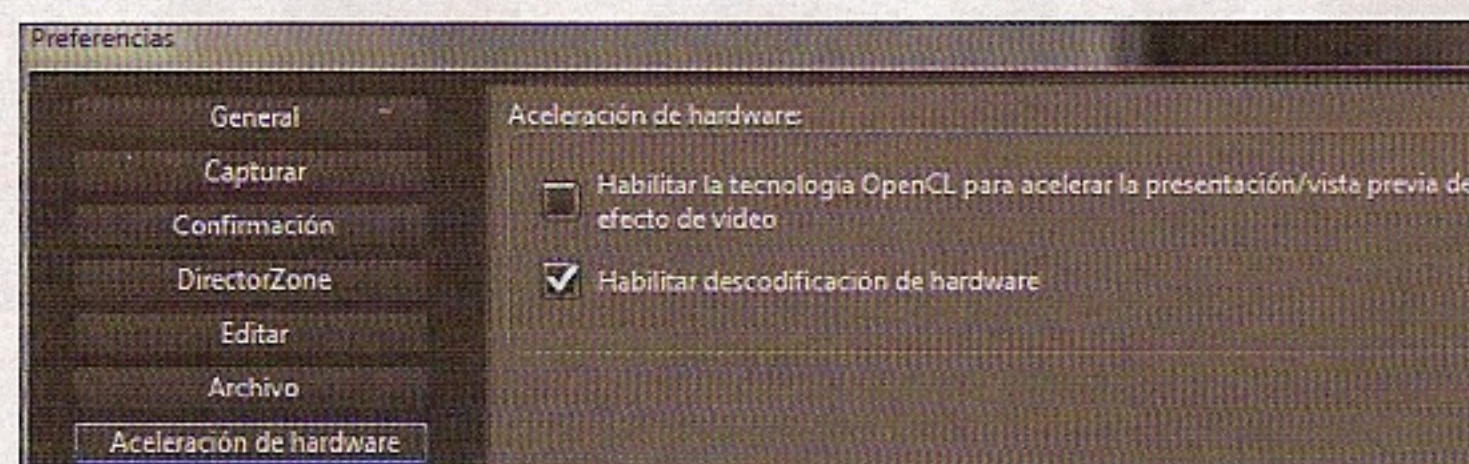 Preferencias
General
Capturar
Confirmación
DirectorZone
Editar
Archivo
Aceleración de hardware
Aceleración de hardware:
Habilitar la tecnología OpenCL para acelerar la presentación/vista previa de
efecto de vídeo
Habilitar descodificación de hardware